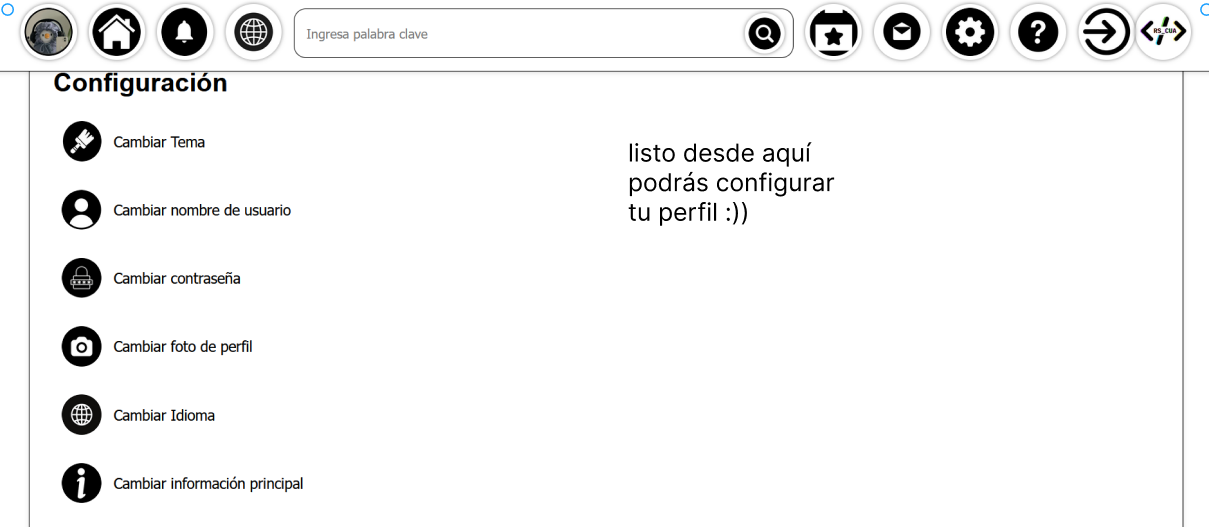 Ingresa palabra clave
RS_CUA
Configuración
Cambiar Tema
listo desde aquí
podrás configurar
tu perfil :))
Cambiar nombre de usuario
Cambiar contraseña
Cambiar foto de perfil
Cambiar Idioma
Cambiar información principal